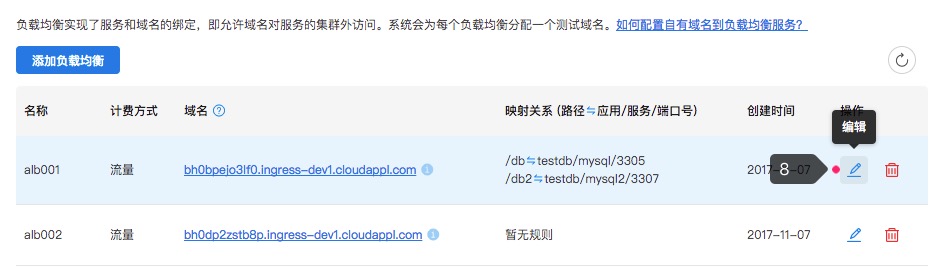 负载均衡实现了服务和域名的绑定，即允许域名对服务的集群外访问。系统会为每个负载均衡分配一个测试域名。如何配置自有域名到负载均衡服务？
添加负载均衡
名称 计费方式 域名 ? 映射关系 (路径⇋应用/服务/端口号) 创建时间 操作
编辑
alb001 流量 bh0bpejo3lf0.ingress-dev1.cloudappl.com /db⇋testdb/mysql/3305
/db2⇋testdb/mysql2/3307
2017 07
8
alb002 流量 bh0dp2zstb8p.ingress-dev1.cloudappl.com 暂无规则 2017-11-07